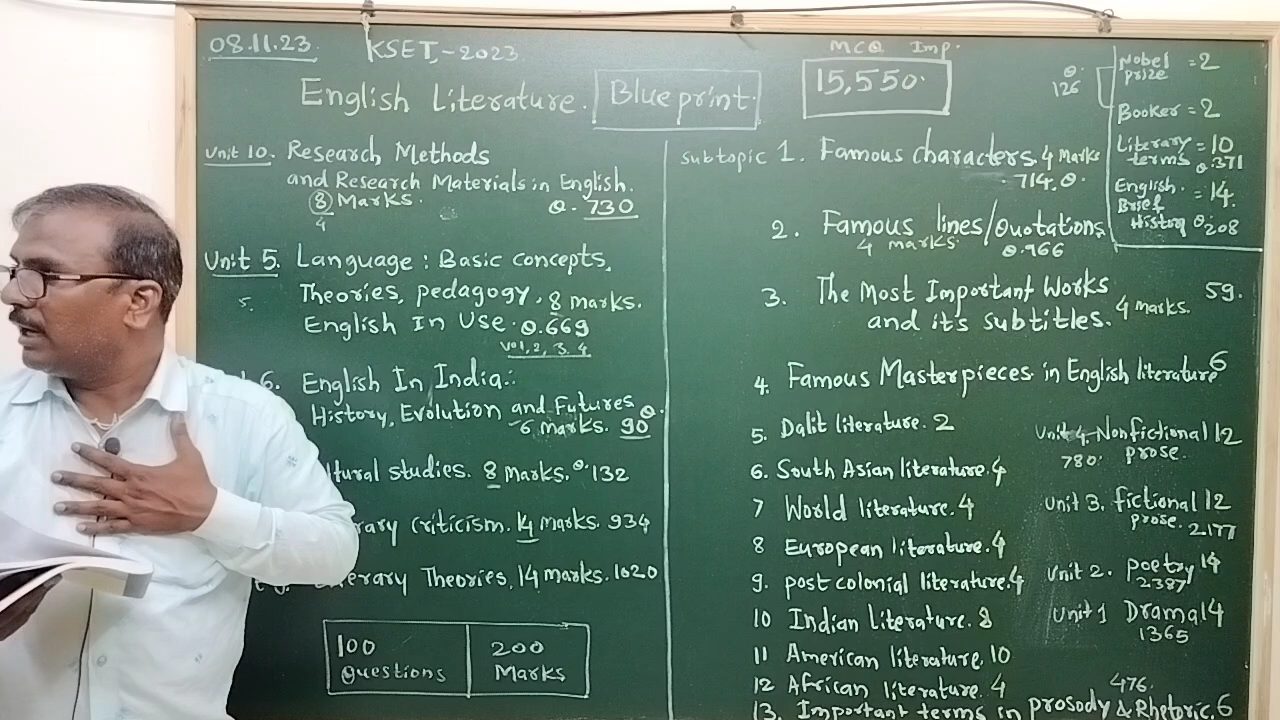 08.11.23.
KSET,-2023
English Literature. Blue print.
MCQ Imp.
15,550.
Unit 10. Research Methods
and Research Materials in English.
8 Marks. Q. 730
4
Unit 5. Language : Basic concepts,
Theories, pedagogy. 8 marks.
5.
English In Use. Q.669
Vol, 2, 3, 4
6. English In India:
History, Evolution and Futures
6 marks. 90 Q.
tural studies. 8 Marks. Q. 132
rary criticism. 14 Marks. 934
erary Theories, 14 marks. 1020
100
Questions
200
Marks
subtopic 1. Famous characters. 4 Marks
714. Q.
2. Famous lines/Quotations
4 marks. Q.966
3. The Most Important Works 59.
and its subtitles. 4 marks.
4. Famous Masterpieces in English literature 6
5. Dalit literature. 2
6. South Asian literature. 4
7 World literature. 4
8 European literature. 4
9. post colonial literature. 4
10 Indian Literature. 8
11 American literature. 10
12 African literature. 4
476.
13. Important terms in prosody & Rhetoric. 6
Q.
126
Nobel prize = 2
Booker = 2
Literary terms = 10
Q.371
English Brief = 14.
History Q.208
Unit 4. Nonfictional 12
780. prose.
Unit 3. fictional 12
prose. 2177
Unit 2. poetry 14
2387
Unit 1 Drama 14
1365